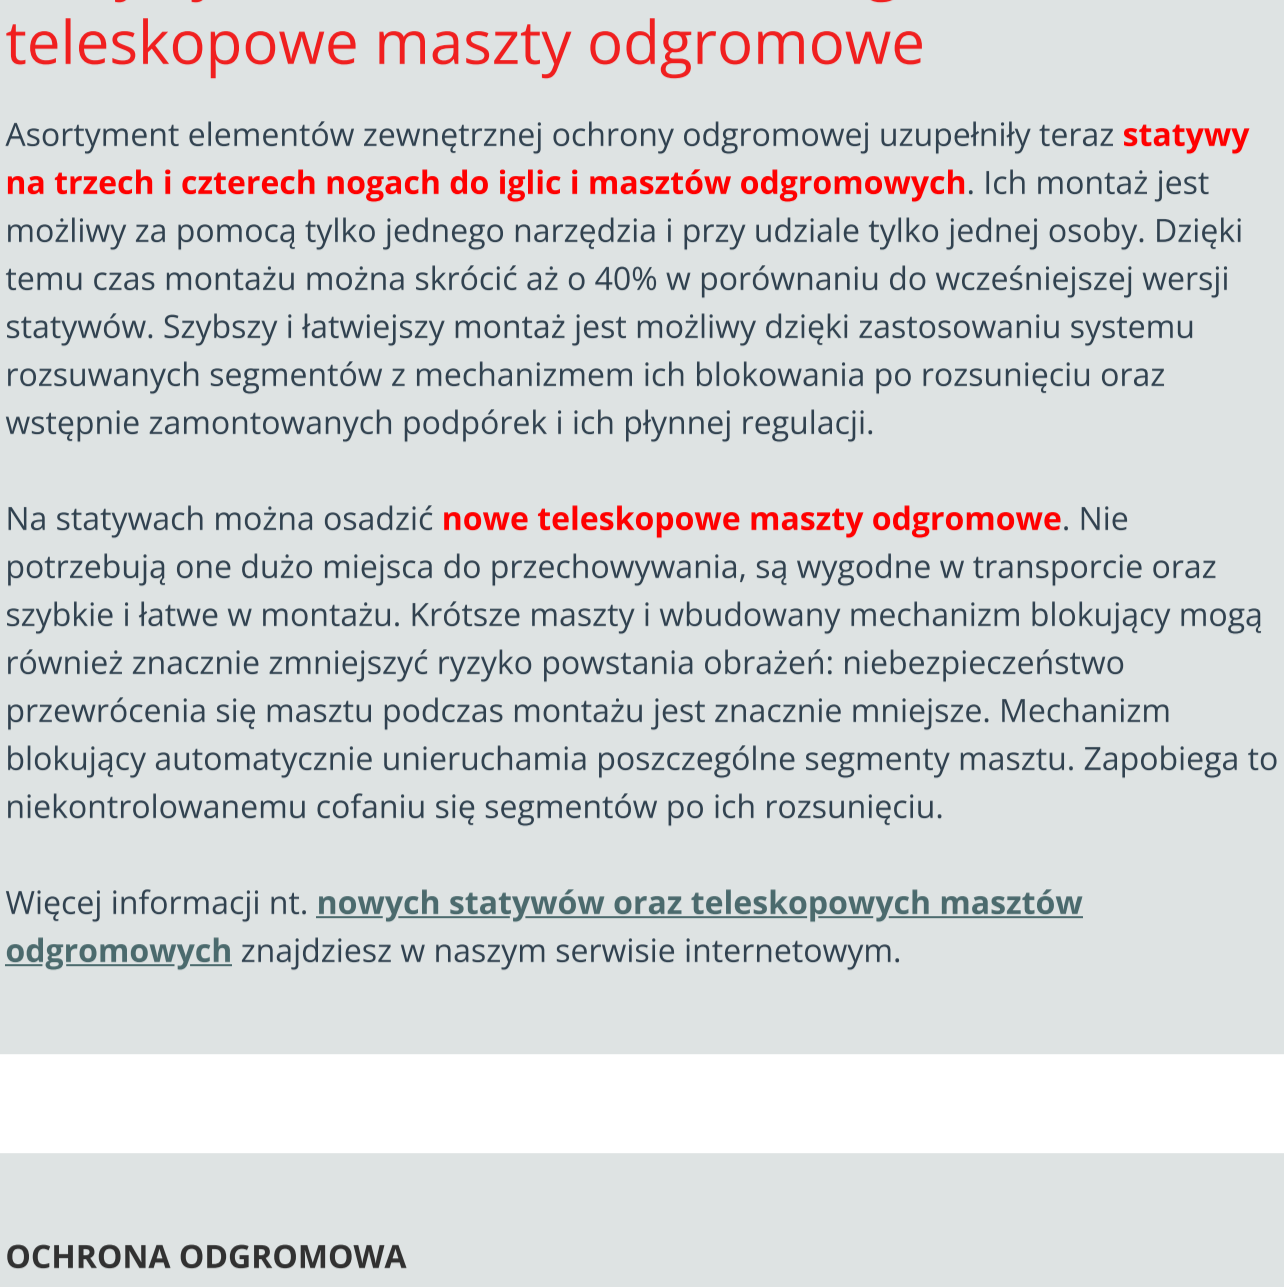 teleskopowe maszty odgromowe
Asortyment elementów zewnętrznej ochrony odgromowej uzupełniły teraz statywy
na trzech i czterech nogach do iglic i masztów odgromowych. Ich montaż jest
możliwy za pomocą tylko jednego narzędzia i przy udziale tylko jednej osoby. Dzięki
temu czas montażu można skrócić aż o 40% w porównaniu do wcześniejszej wersji
statywów. Szybszy i łatwiejszy montaż jest możliwy dzięki zastosowaniu systemu
rozsuwanych segmentów z mechanizmem ich blokowania po rozsunięciu oraz
wstępnie zamontowanych podpórek i ich płynnej regulacji.
Na statywach można osadzić nowe teleskopowe maszty odgromowe. Nie
potrzebują one dużo miejsca do przechowywania, są wygodne w transporcie oraz
szybkie i łatwe w montażu. Krótsze maszty i wbudowany mechanizm blokujący mogą
również znacznie zmniejszyć ryzyko powstania obrażeń: niebezpieczeństwo
przewrócenia się masztu podczas montażu jest znacznie mniejsze. Mechanizm
blokujący automatycznie unieruchamia poszczególne segmenty masztu. Zapobiega to
niekontrolowanemu cofaniu się segmentów po ich rozsunięciu.
Więcej informacji nt. nowych statywów oraz teleskopowych masztów
odgromowych znajdziesz w naszym serwisie internetowym.
OCHRONA ODGROMOWA